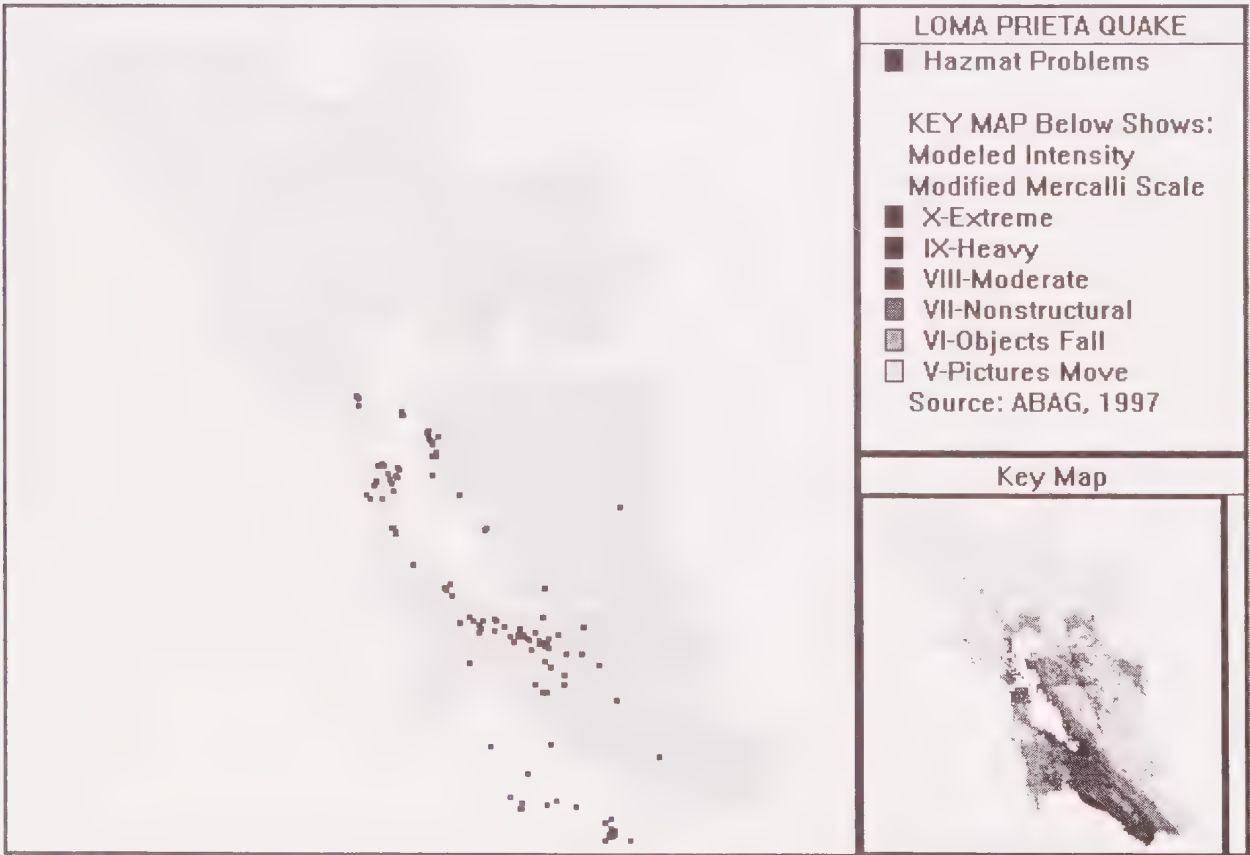 LOMA PRIETA QUAKE
Hazmat Problems
KEY MAP Below Shows:
Modeled Intensity
Modified Mercalli Scale
X-Extreme
IX-Heavy
VIII-Moderate
VII-Nonstructural
VI-Objects Fall
V-Pictures Move
Source: ABAG, 1997
Key Map